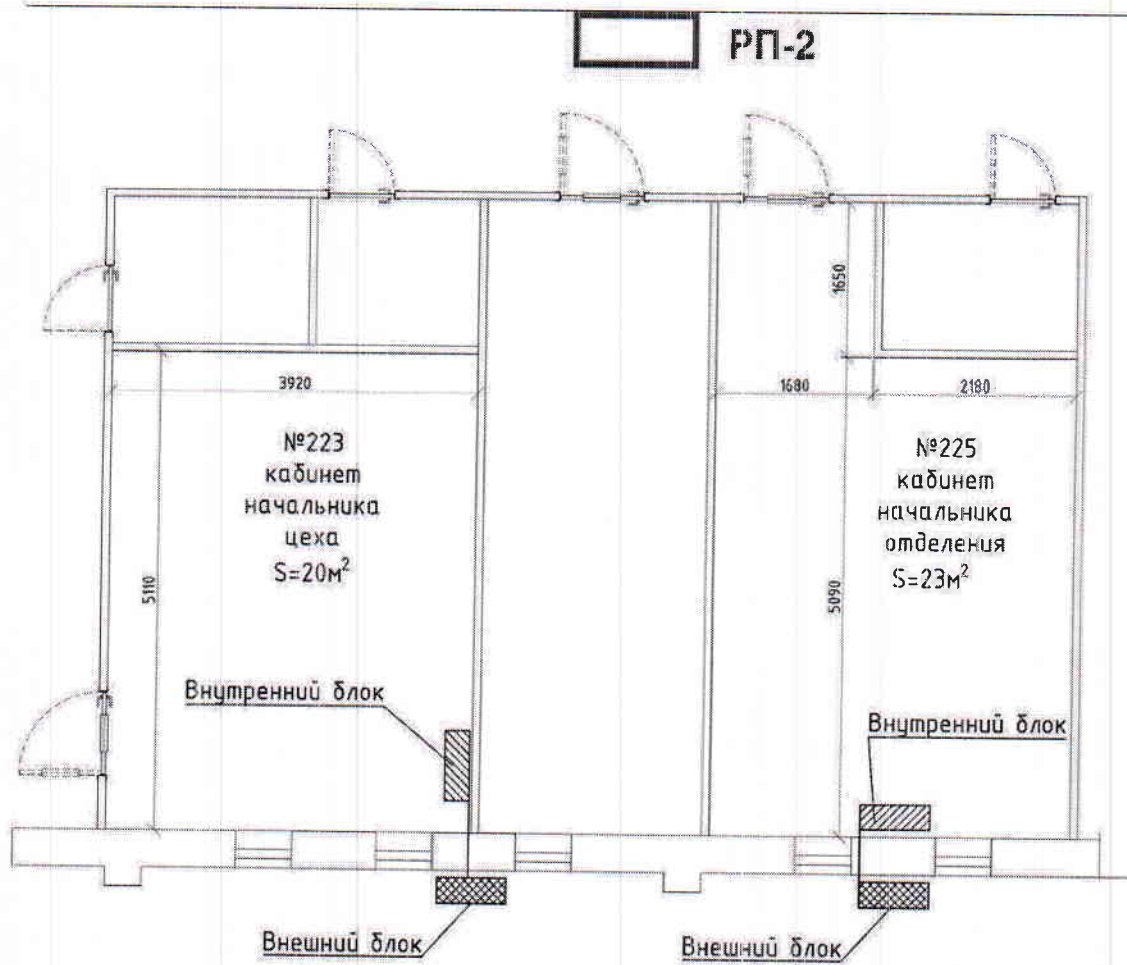 РП-2
1650
3920
1680
2180
№223
кабинет
начальника
цеха
S=20м²
№225
кабинет
начальника
отделения
S=23м²
5110
5090
Внутренний блок
Внутренний блок
Внешний блок
Внешний блок